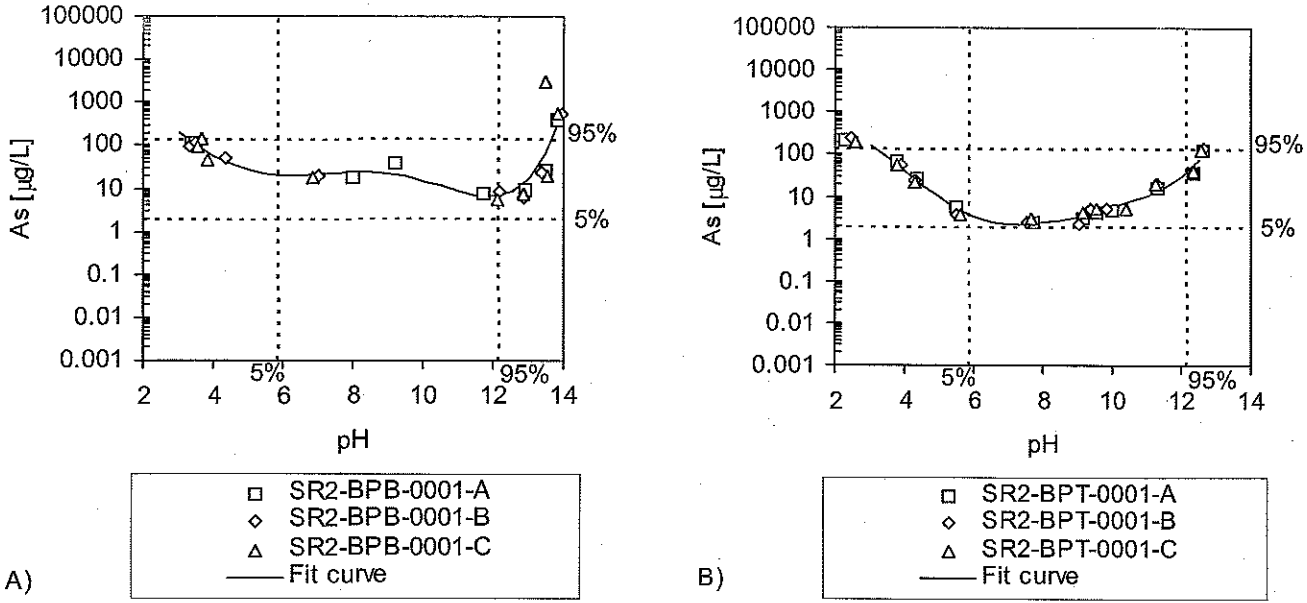 100000
10000
1000
100
10
1
0.1
0.01
0.001
As [µg/L]
95%
5%
5%
95%
2 4 6 8 10 12 14
pH
SR2-BPB-0001-A
SR2-BPB-0001-B
SR2-BPB-0001-C
Fit curve
A)
100000
10000
1000
100
10
1
0.1
0.01
0.001
As [µg/L]
95%
5%
5%
95%
2 4 6 8 10 12 14
pH
SR2-BPT-0001-A
SR2-BPT-0001-B
SR2-BPT-0001-C
Fit curve
B)